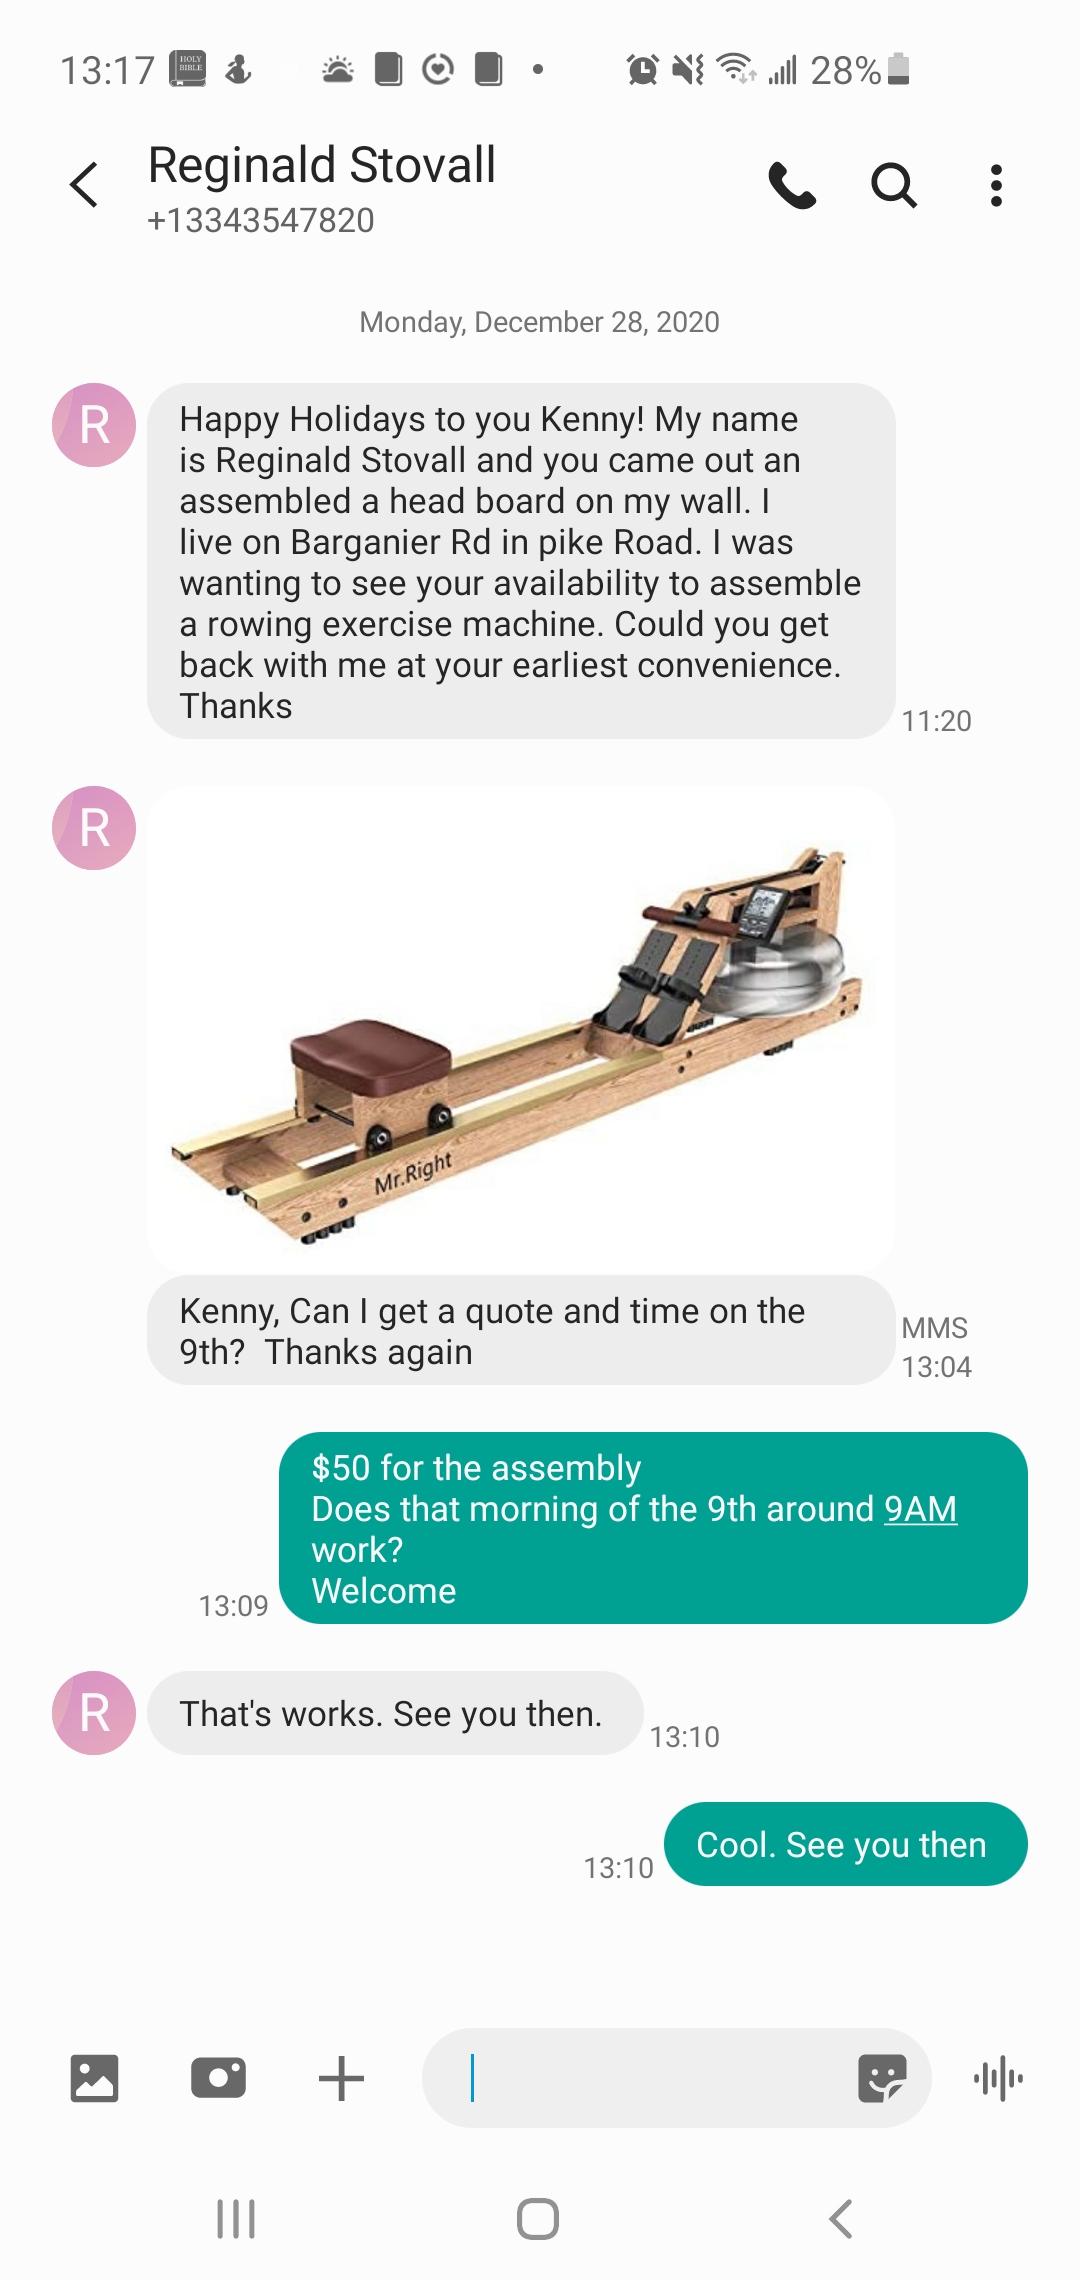 13:17 HOLY BIBLE 28%
Reginald Stovall
+13343547820
Monday, December 28, 2020
R
Happy Holidays to you Kenny! My name
is Reginald Stovall and you came out an
assembled a head board on my wall. I
live on Barganier Rd in pike Road. I was
wanting to see your availability to assemble
a rowing exercise machine. Could you get
back with me at your earliest convenience.
Thanks
11:20
R
Mr.Right
Kenny, Can I get a quote and time on the
9th?  Thanks again
MMS
13:04
$50 for the assembly
Does that morning of the 9th around 9AM
work?
Welcome
13:09
R
That's works. See you then.
13:10
Cool. See you then
13:10